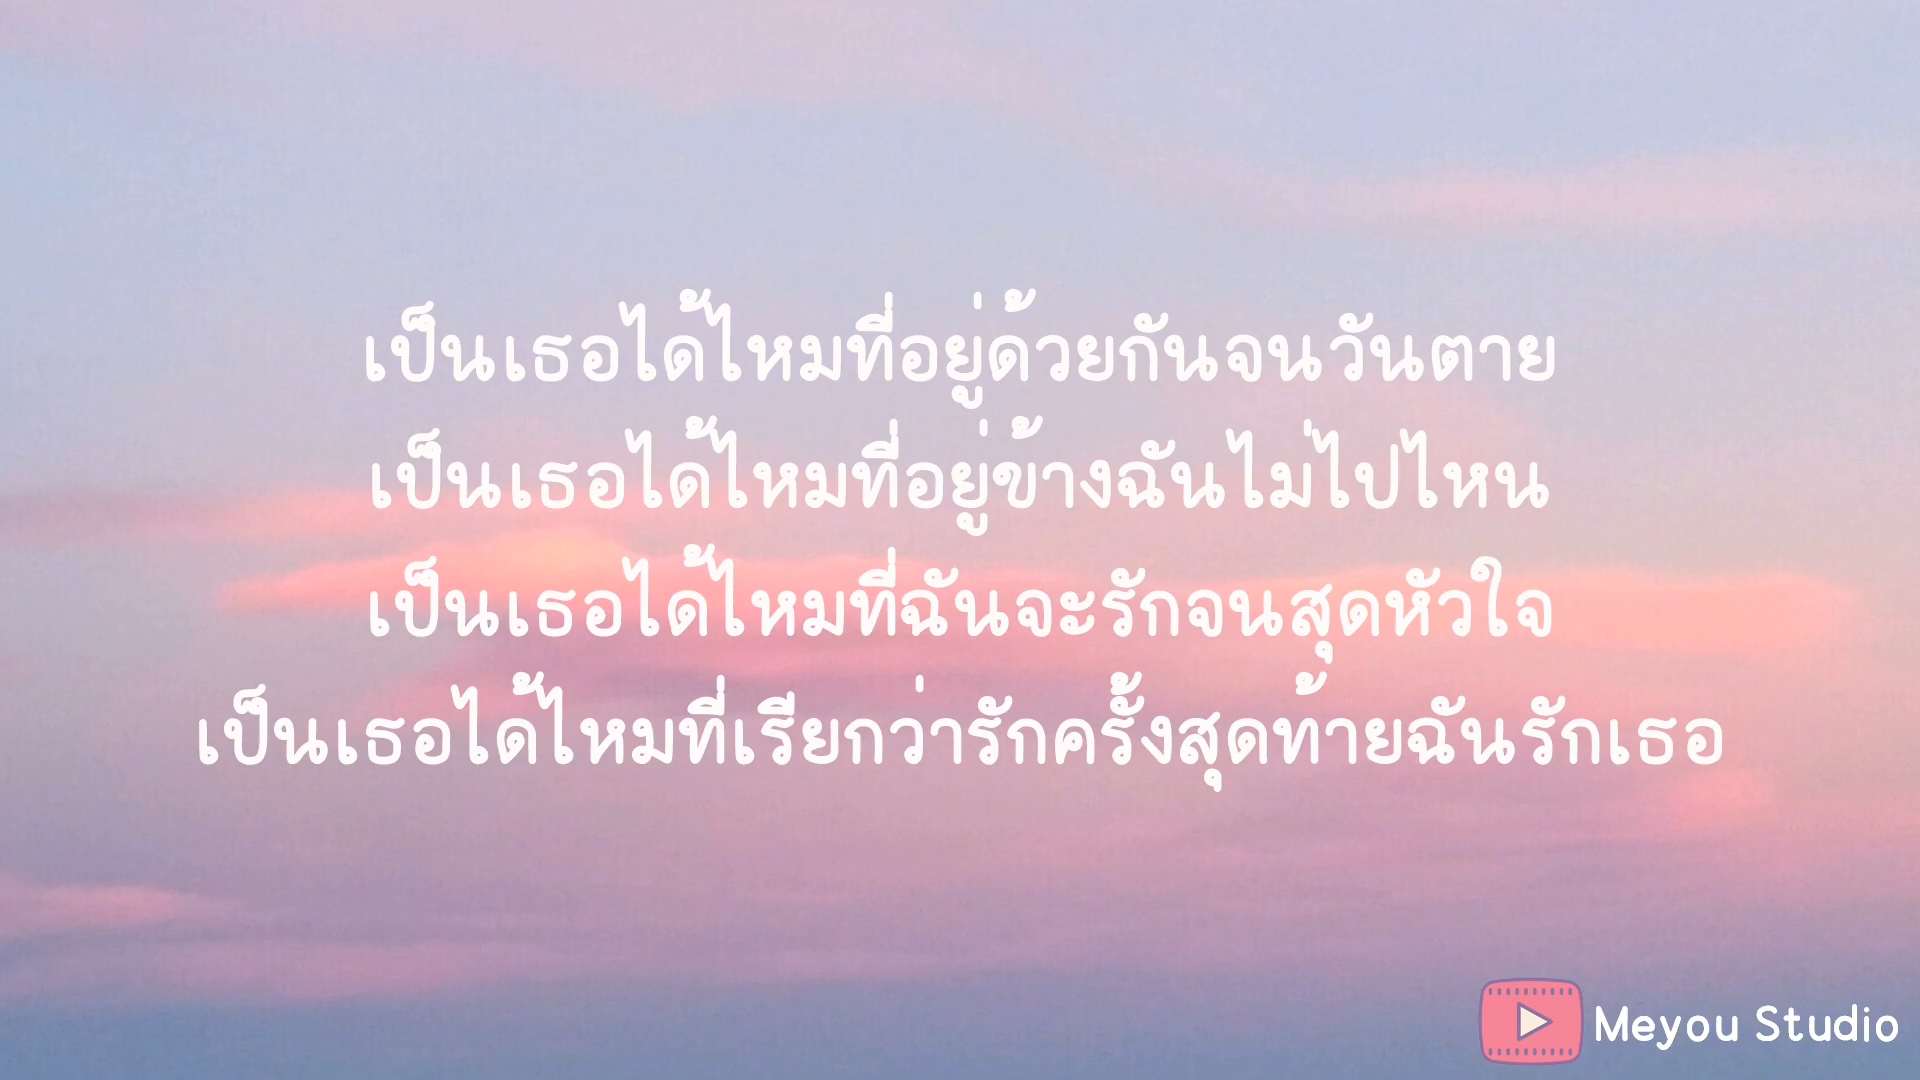 เป็นเธอได้ไหมที่อยู่ด้วยกันจนวันตาย
เป็นเธอได้ไหมที่อยู่ข้างฉันไม่ไปไหน
เป็นเธอได้ไหมที่ฉันจะรักจนสุดหัวใจ
เป็นเธอได้ไหมที่เรียกว่ารักครั้งสุดท้ายฉันรักเธอ
Meyou Studio